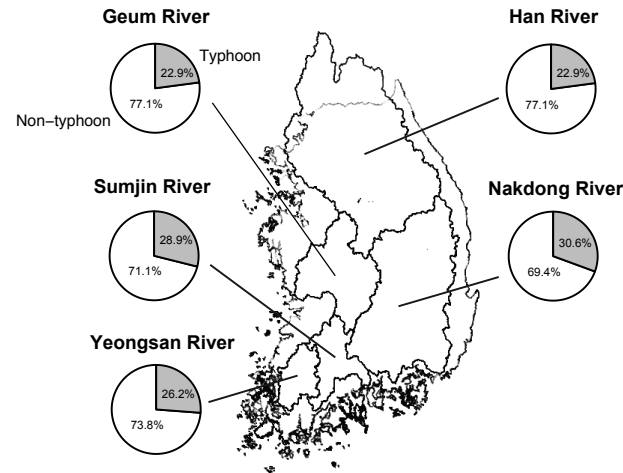 Geum River
Typhoon
22.9%
77.1%
Non-typhoon
Han River
22.9%
77.1%
Sumjin River
28.9%
71.1%
Nakdong River
30.6%
69.4%
Yeongsan River
26.2%
73.8%